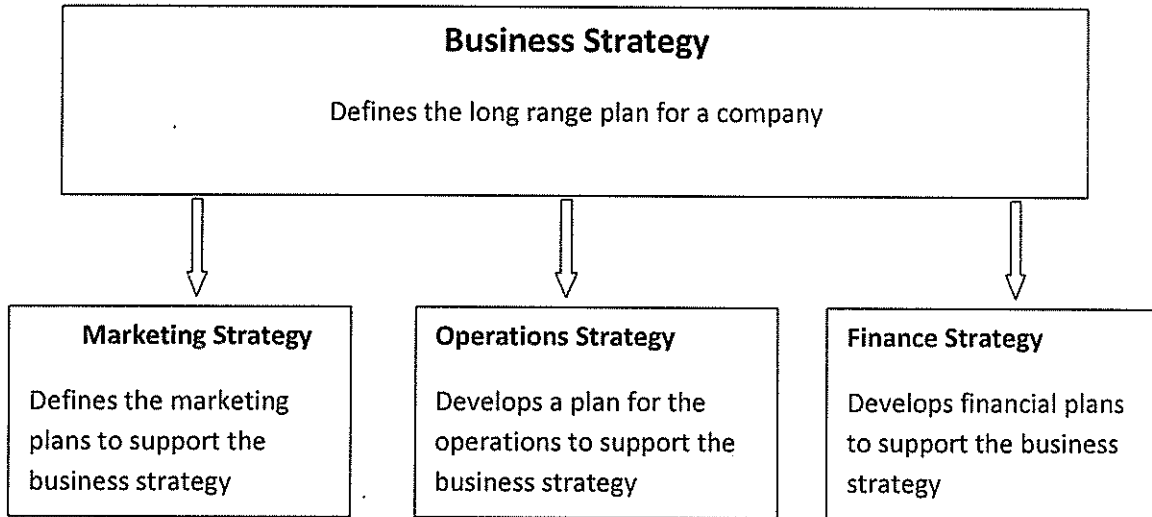 Business Strategy
Defines the long range plan for a company
Marketing Strategy
Defines the marketing
plans to support the
business strategy
Operations Strategy
Develops a plan for the
operations to support the
business strategy
Finance Strategy
Develops financial plans
to support the business
strategy